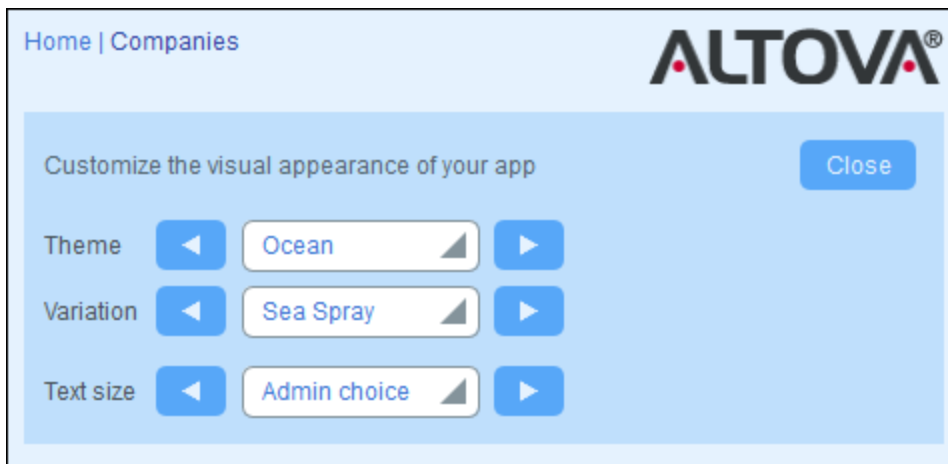 Home | Companies
ALTOVA®
Customize the visual appearance of your app
Close
Theme
Ocean
Variation
Sea Spray
Text size
Admin choice